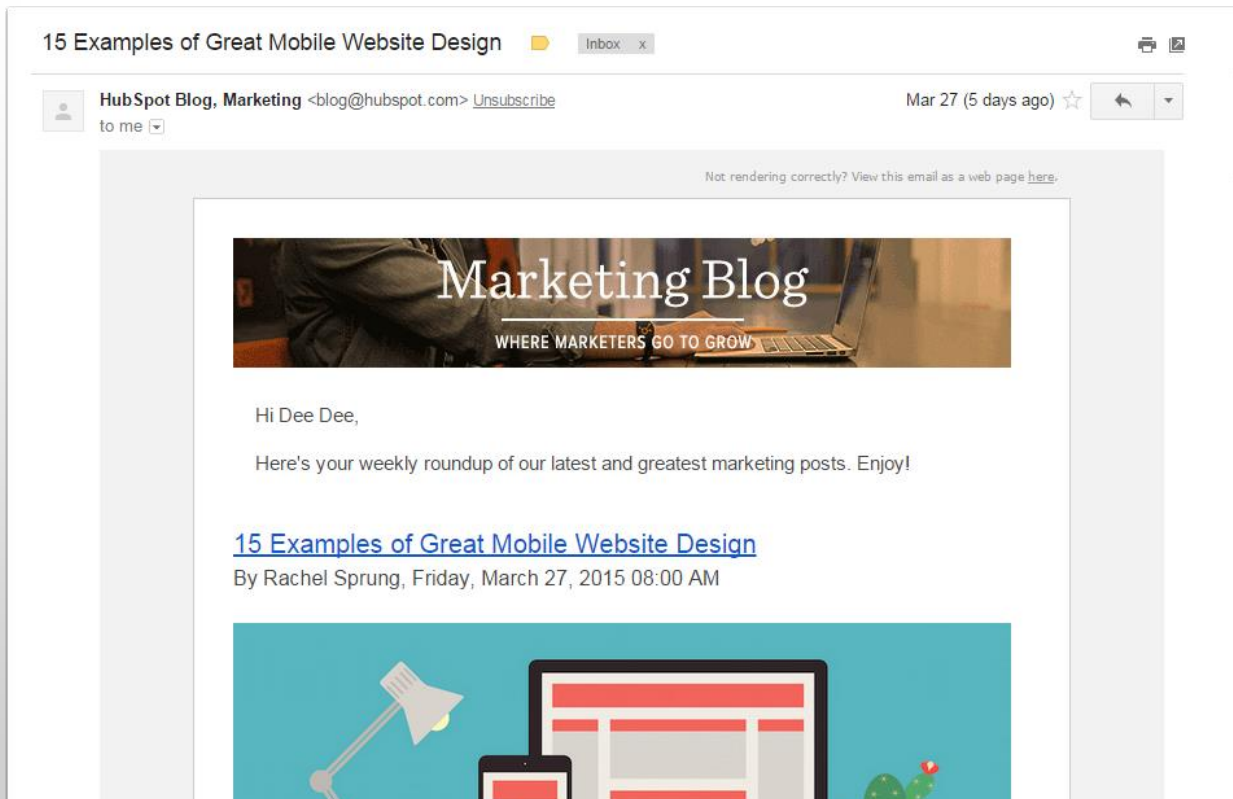 15 Examples of Great Mobile Website Design Inbox x
HubSpot Blog, Marketing <blog@hubspot.com> Unsubscribe Mar 27 (5 days ago)
to me
Not rendering correctly? View this email as a web page here.
Marketing Blog
WHERE MARKETERS GO TO GROW
Hi Dee Dee,
Here's your weekly roundup of our latest and greatest marketing posts. Enjoy!
15 Examples of Great Mobile Website Design
By Rachel Sprung, Friday, March 27, 2015 08:00 AM